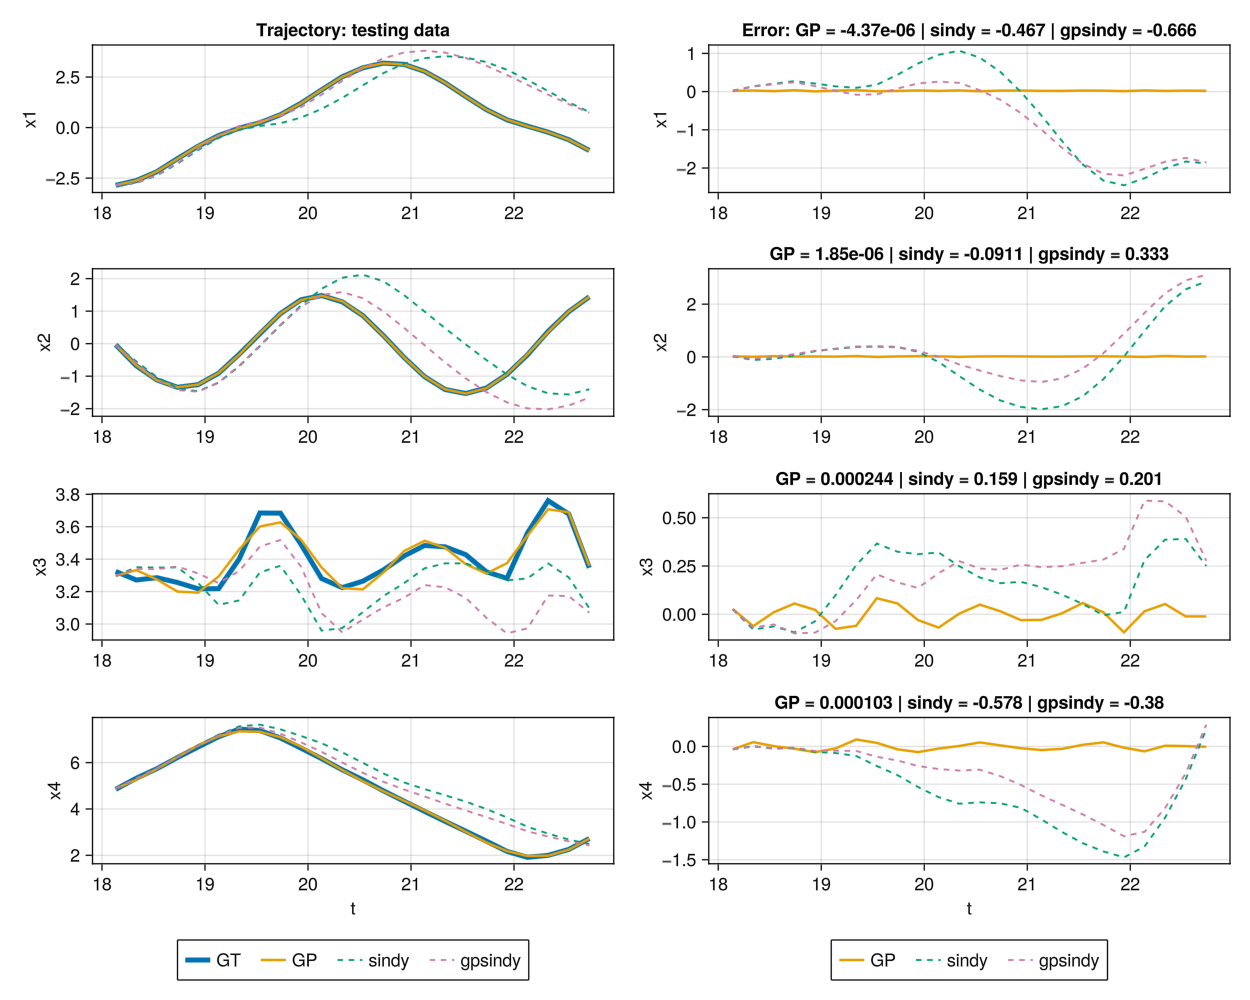 Trajectory: testing data
x1
2.5
0.0
−2.5
18 19 20 21 22
Error: GP = -4.37e-06 | sindy = -0.467 | gpsindy = -0.666
x1
1
0
−1
−2
18 19 20 21 22
x2
2
1
0
−1
−2
18 19 20 21 22
GP = 1.85e-06 | sindy = -0.0911 | gpsindy = 0.333
x2
2
0
−2
18 19 20 21 22
x3
3.8
3.6
3.4
3.2
3.0
18 19 20 21 22
GP = 0.000244 | sindy = 0.159 | gpsindy = 0.201
x3
0.50
0.25
0.00
18 19 20 21 22
x4
6
4
2
18 19 20 21 22
t
GP = 0.000103 | sindy = -0.578 | gpsindy = -0.38
x4
0.0
−0.5
−1.0
−1.5
18 19 20 21 22
t
GT GP sindy gpsindy
GP sindy gpsindy